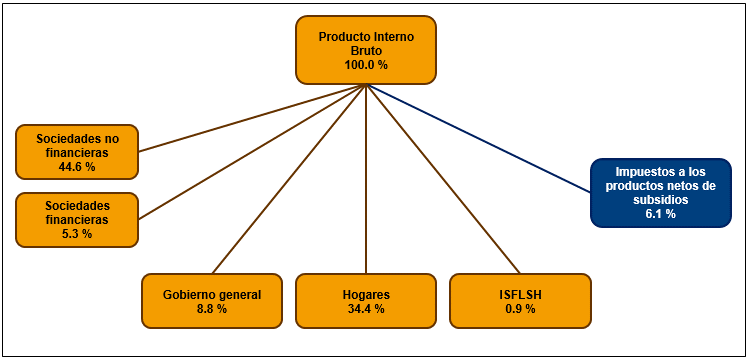 Producto Interno
Bruto
100.0 %
Sociedades no
financieras
44.6 %
Sociedades
financieras
5.3 %
Impuestos a los
productos netos de
subsidios
6.1 %
Gobierno general
8.8 %
Hogares
34.4 %
ISFLSH
0.9 %